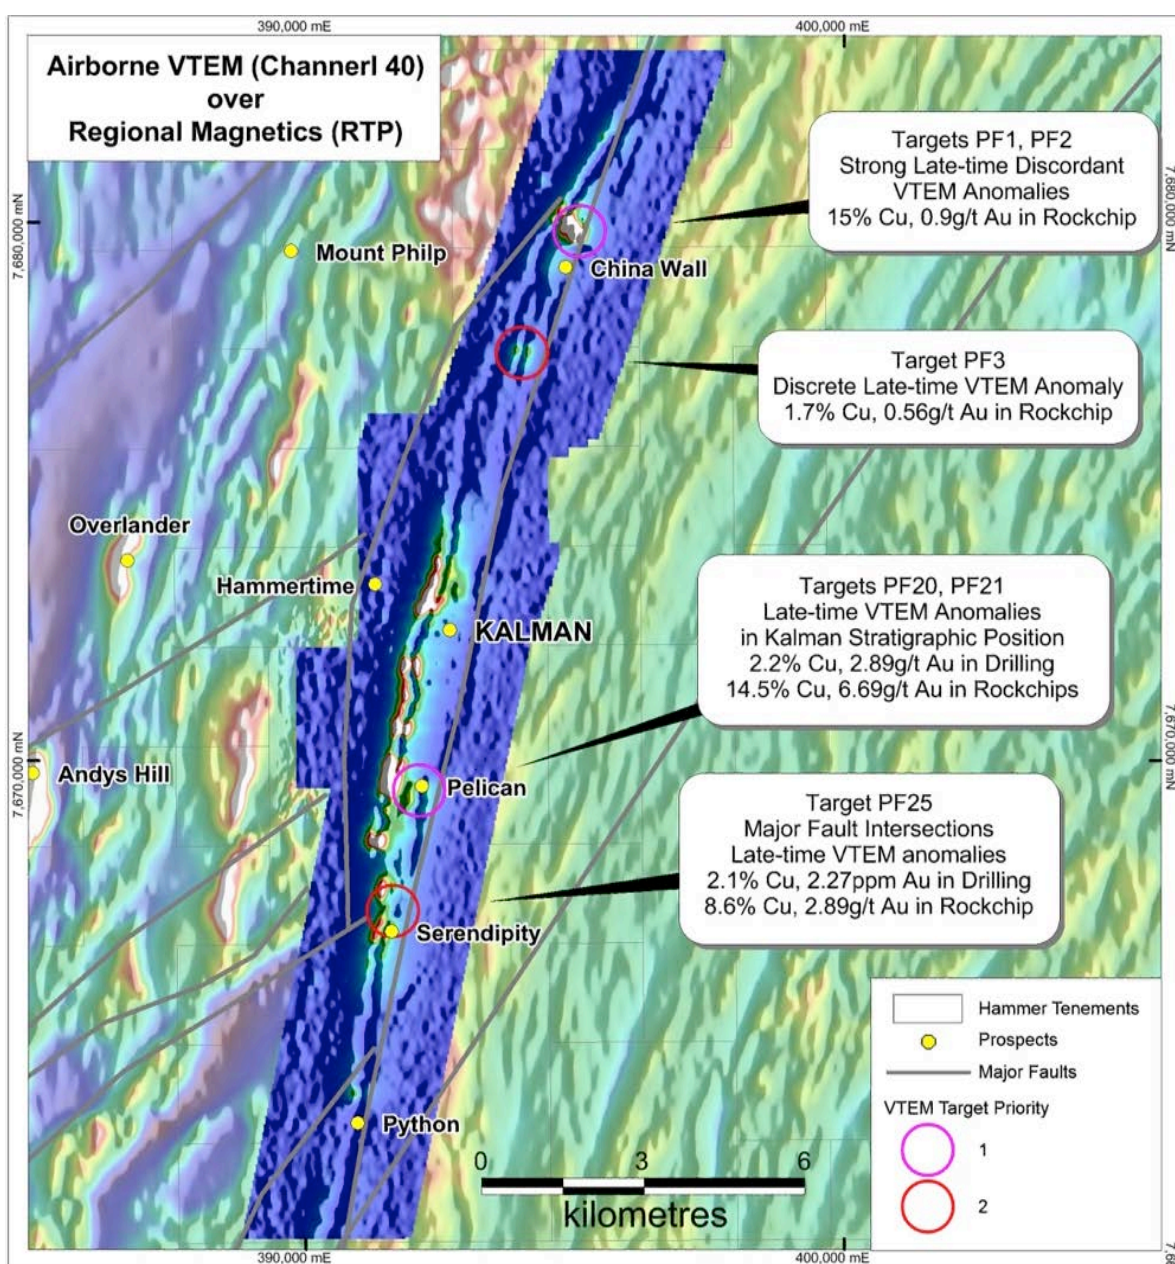 390,000 mE
400,000 mE
Airborne VTEM (Channerl 40)
over
Regional Magnetics (RTP)
Targets PF1, PF2
Strong Late-time Discordant
VTEM Anomalies
15% Cu, 0.9g/t Au in Rockchip
7,680,000 mN
7,680,000 mN
Mount Philp
China Wall
Target PF3
Discrete Late-time VTEM Anomaly
1.7% Cu, 0.56g/t Au in Rockchip
Overlander
Hammertime
KALMAN
Targets PF20, PF21
Late-time VTEM Anomalies
in Kalman Stratigraphic Position
2.2% Cu, 2.89g/t Au in Drilling
14.5% Cu, 6.69g/t Au in Rockchips
7,670,000 mN
7,670,000 mN
Andys Hill
Pelican
Target PF25
Major Fault Intersections
Late-time VTEM anomalies
2.1% Cu, 2.27ppm Au in Drilling
8.6% Cu, 2.89g/t Au in Rockchip
Serendipity
Python
Hammer Tenements
Prospects
Major Faults
VTEM Target Priority
1
2
0 3 6
kilometres
390,000 mE
400,000 mE